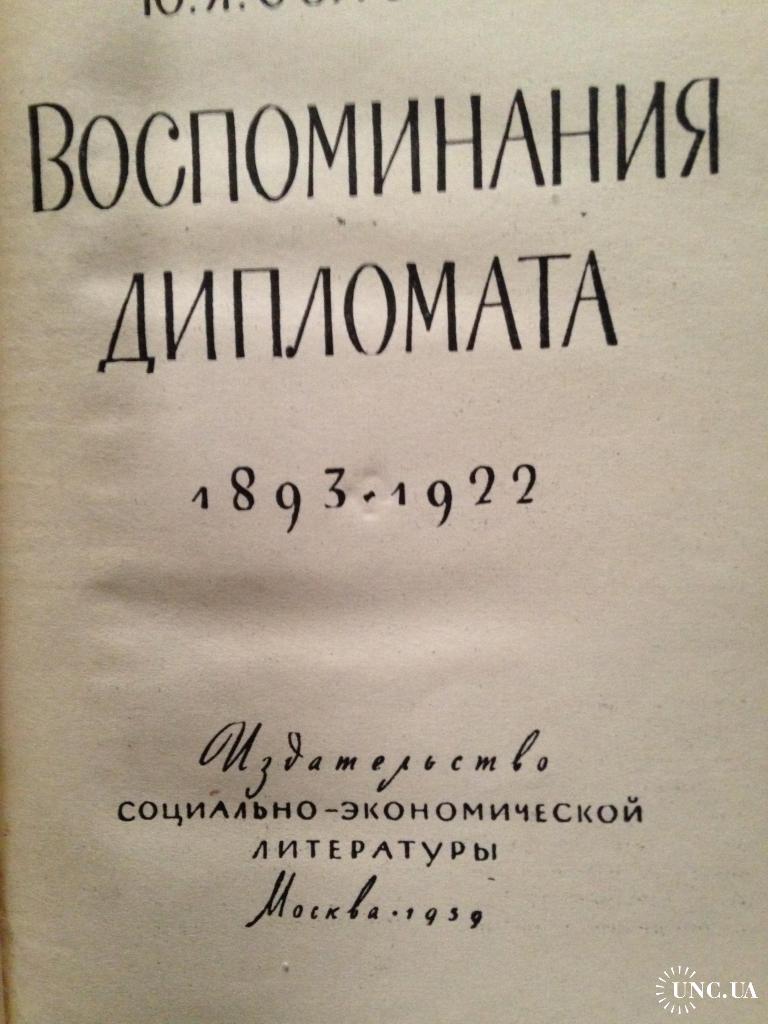 Ю. Я.
ВОСПОМИНАНИЯ
ДИПЛОМАТА
1893·1922
Издательство
СОЦИАЛЬНО-ЭКОНОМИЧЕСКОЙ
ЛИТЕРАТУРЫ
Москва·1959
UNC.UA